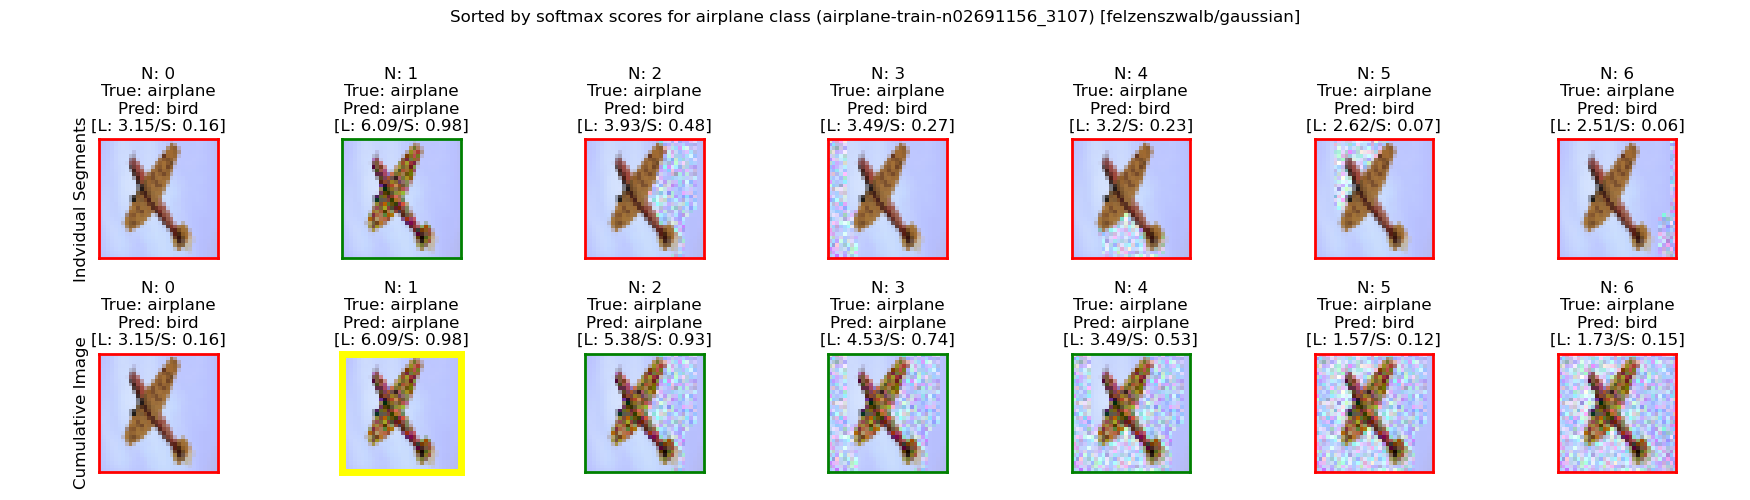 Sorted by softmax scores for airplane class (airplane-train-n02691156_3107) [felzenszwalb/gaussian]
Indvidual Segments
N: 0
True: airplane
Pred: bird
[L: 3.15/S: 0.16]
N: 1
True: airplane
Pred: airplane
[L: 6.09/S: 0.98]
N: 2
True: airplane
Pred: bird
[L: 3.93/S: 0.48]
N: 3
True: airplane
Pred: bird
[L: 3.49/S: 0.27]
N: 4
True: airplane
Pred: bird
[L: 3.2/S: 0.23]
N: 5
True: airplane
Pred: bird
[L: 2.62/S: 0.07]
N: 6
True: airplane
Pred: bird
[L: 2.51/S: 0.06]
Cumulative Image
N: 0
True: airplane
Pred: bird
[L: 3.15/S: 0.16]
N: 1
True: airplane
Pred: airplane
[L: 6.09/S: 0.98]
N: 2
True: airplane
Pred: airplane
[L: 5.38/S: 0.93]
N: 3
True: airplane
Pred: airplane
[L: 4.53/S: 0.74]
N: 4
True: airplane
Pred: airplane
[L: 3.49/S: 0.53]
N: 5
True: airplane
Pred: bird
[L: 1.57/S: 0.12]
N: 6
True: airplane
Pred: bird
[L: 1.73/S: 0.15]